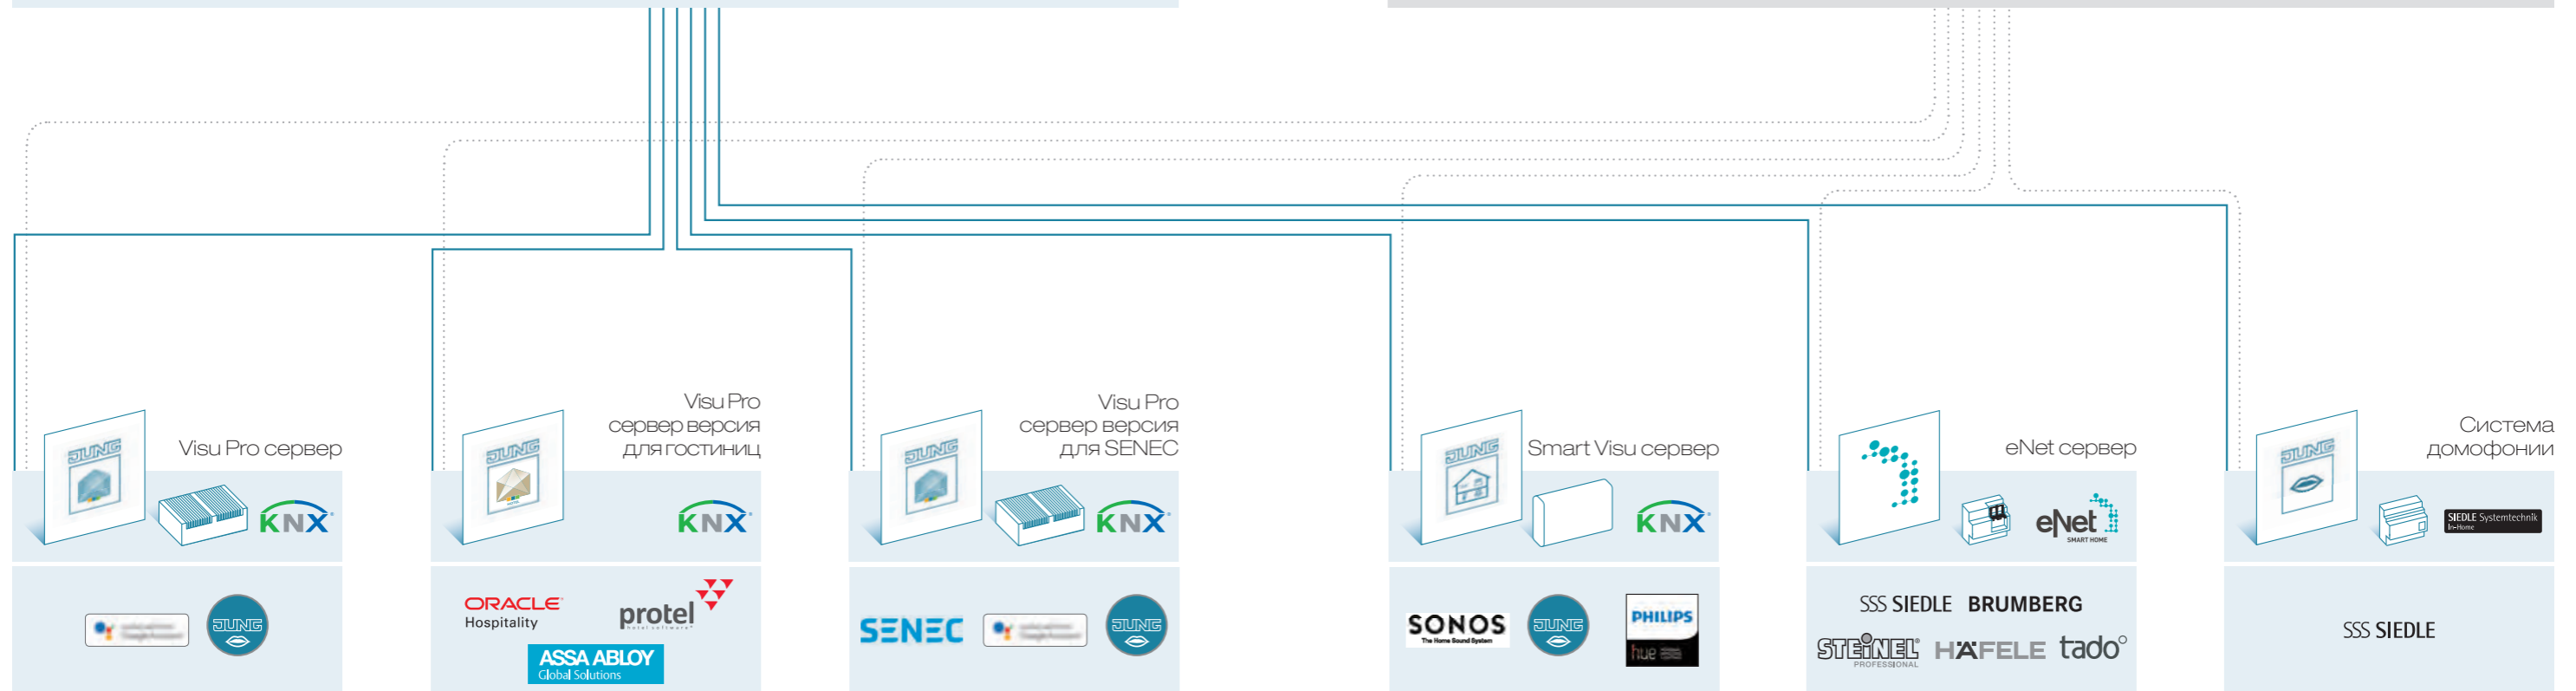 Visu Pro сервер
JUNG
KNX
JUNG
Visu Pro
сервер версия
для гостиниц
JUNG
KNX
ORACLE
Hospitality
protel
hotel software
ASSA ABLOY
Global Solutions
Visu Pro
сервер версия
для SENEC
JUNG
KNX
SENEC
JUNG
Smart Visu сервер
JUNG
KNX
SONOS
The Home Sound System
JUNG
PHILIPS
hue
eNet сервер
eNet
SMART HOME
SSS SIEDLE BRUMBERG
STEINEL
PROFESSIONAL
HÄFELE tado°
Система
домофонии
JUNG
SIEDLE Systemtechnik
In-Home
SSS SIEDLE